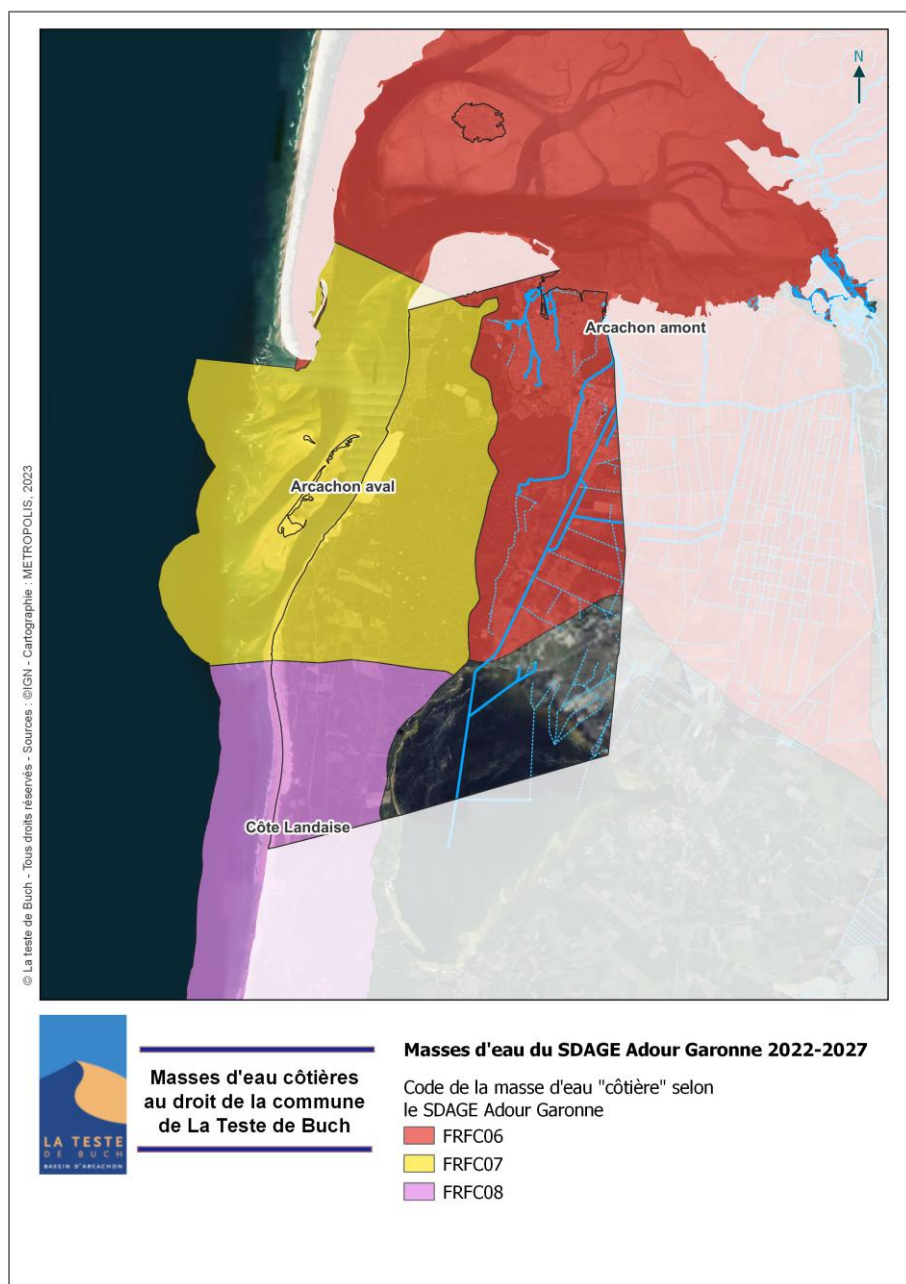 N
Arcachon amont
Arcachon aval
Côte Landaise
© La teste de Buch - Tous droits réservés - Sources : ©IGN - Cartographie : METROPOLIS, 2023
LA TESTE
DE BUCH
BASSIN D'ARCACHON
Masses d'eau côtières
au droit de la commune
de La Teste de Buch
Masses d'eau du SDAGE Adour Garonne 2022-2027
Code de la masse d'eau "côtière" selon
le SDAGE Adour Garonne
FRFC06
FRFC07
FRFC08